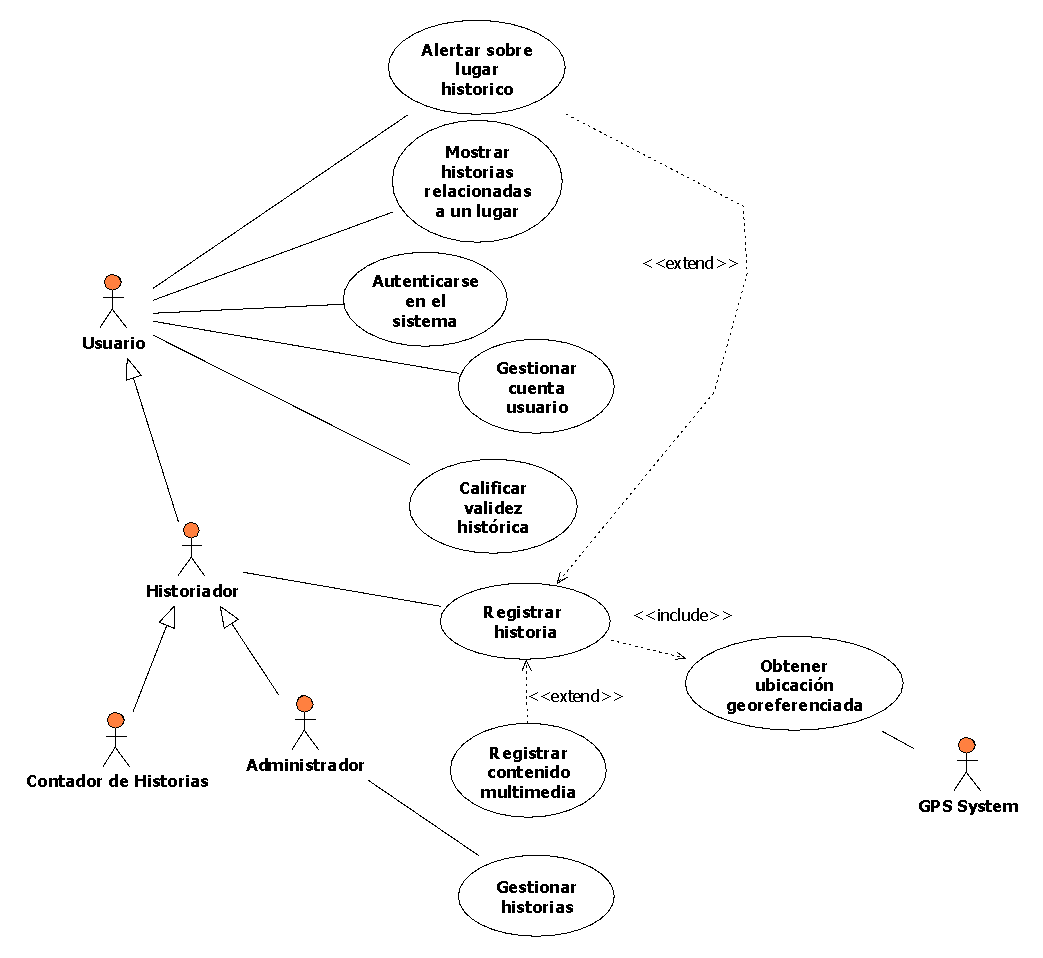 Alertar sobre
lugar
historico
Mostrar
historias
relacionadas
a un lugar
<<extend>>
Autenticarse
en el
sistema
Usuario
Gestionar
cuenta
usuario
Calificar
validez
histórica
Historiador
Registrar
historia
<<include>>
Obtener
ubicación
georeferenciada
<<extend>>
Registrar
contenido
multimedia
Administrador
Contador de Historias
GPS System
Gestionar
historias